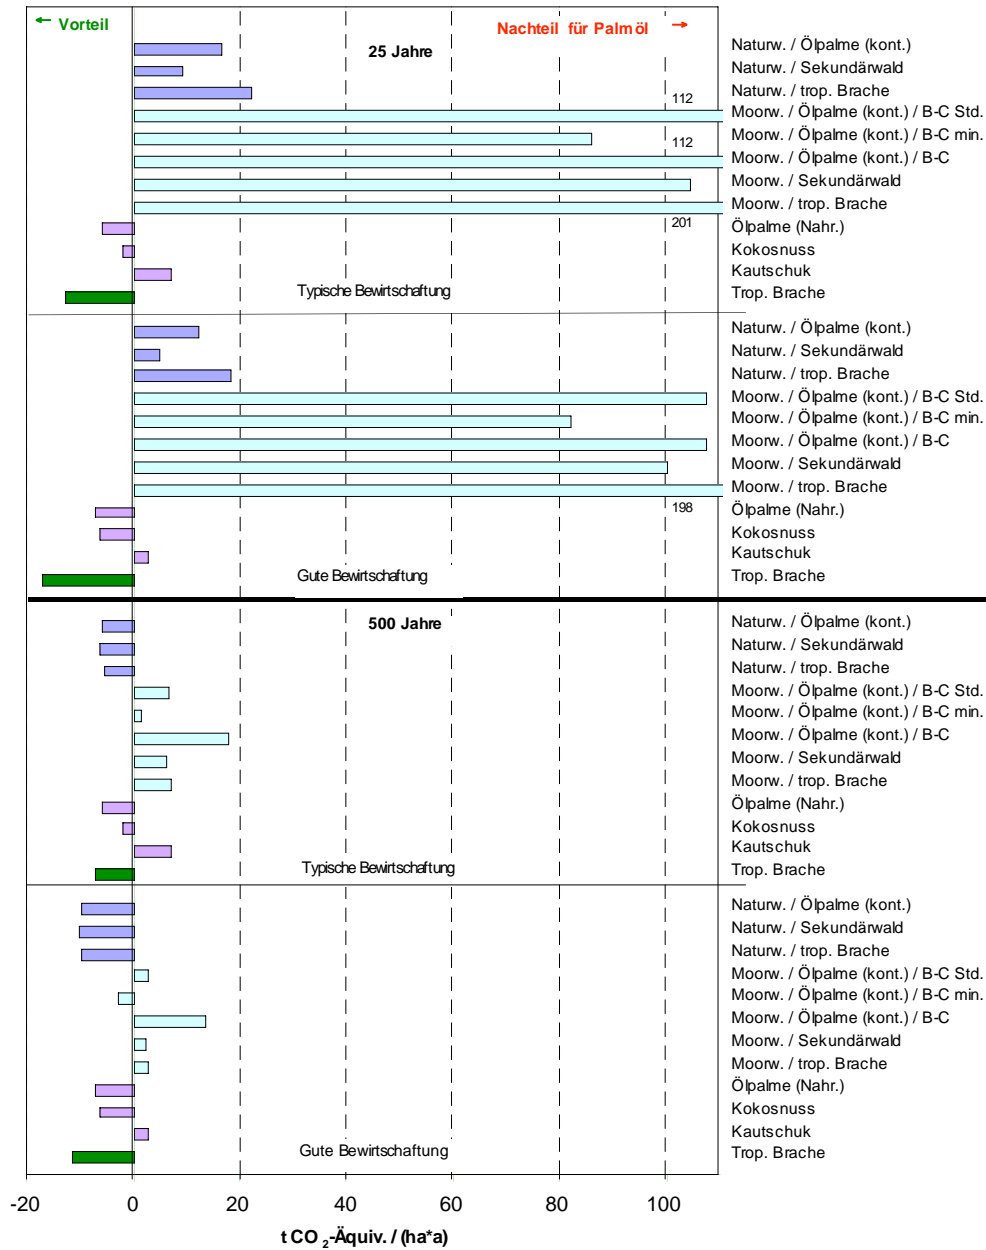 ← Vorteil
Nachteil für Palmöl →
25 Jahre
Naturw. / Ölpalme (kont.)
Naturw. / Sekundärwald
Naturw. / trop. Brache
112
Moorw. / Ölpalme (kont.) / B-C Std.
Moorw. / Ölpalme (kont.) / B-C min.
112
Moorw. / Ölpalme (kont.) / B-C
Moorw. / Sekundärwald
Moorw. / trop. Brache
201
Ölpalme (Nahr.)
Kokosnuss
Kautschuk
Trop. Brache
Typische Bewirtschaftung
Naturw. / Ölpalme (kont.)
Naturw. / Sekundärwald
Naturw. / trop. Brache
Moorw. / Ölpalme (kont.) / B-C Std.
Moorw. / Ölpalme (kont.) / B-C min.
Moorw. / Ölpalme (kont.) / B-C
Moorw. / Sekundärwald
Moorw. / trop. Brache
198
Ölpalme (Nahr.)
Kokosnuss
Kautschuk
Trop. Brache
Gute Bewirtschaftung
500 Jahre
Naturw. / Ölpalme (kont.)
Naturw. / Sekundärwald
Naturw. / trop. Brache
Moorw. / Ölpalme (kont.) / B-C Std.
Moorw. / Ölpalme (kont.) / B-C min.
Moorw. / Ölpalme (kont.) / B-C
Moorw. / Sekundärwald
Moorw. / trop. Brache
Ölpalme (Nahr.)
Kokosnuss
Kautschuk
Trop. Brache
Typische Bewirtschaftung
Naturw. / Ölpalme (kont.)
Naturw. / Sekundärwald
Naturw. / trop. Brache
Moorw. / Ölpalme (kont.) / B-C Std.
Moorw. / Ölpalme (kont.) / B-C min.
Moorw. / Ölpalme (kont.) / B-C
Moorw. / Sekundärwald
Moorw. / trop. Brache
Ölpalme (Nahr.)
Kokosnuss
Kautschuk
Trop. Brache
Gute Bewirtschaftung
-20 0 20 40 60 80 100
t CO₂-Äquiv. / (ha*a)